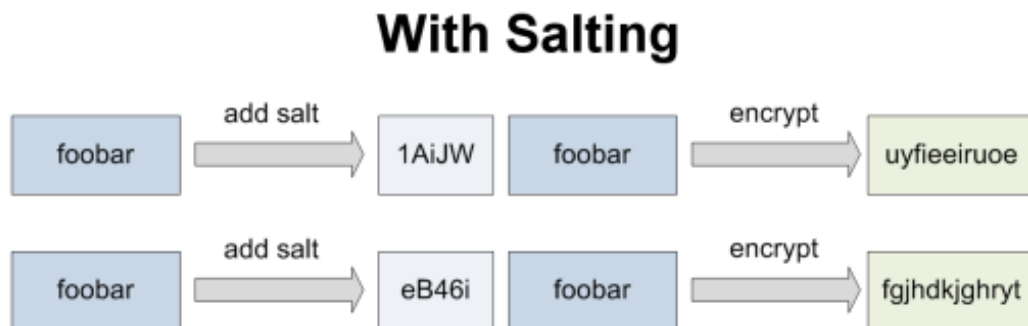 With Salting
add salt encrypt
foobar 1AiJW foobar uyfieeiruoe
add salt encrypt
foobar eB46i foobar fgjhdkjghryt